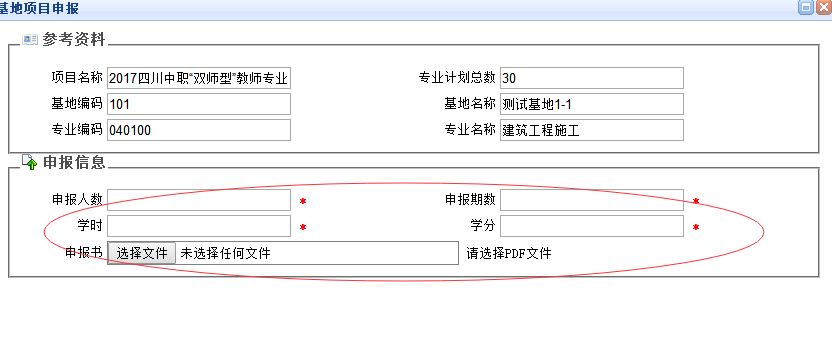 基地项目申报
参考资料
项目名称 2017四川中职“双师型”教师专业 专业计划总数 30
基地编码 101 基地名称 测试基地1-1
专业编码 040100 专业名称 建筑工程施工
申报信息
申报人数 * 申报期数 *
学时 * 学分 *
申报书 选择文件 未选择任何文件 请选择PDF文件